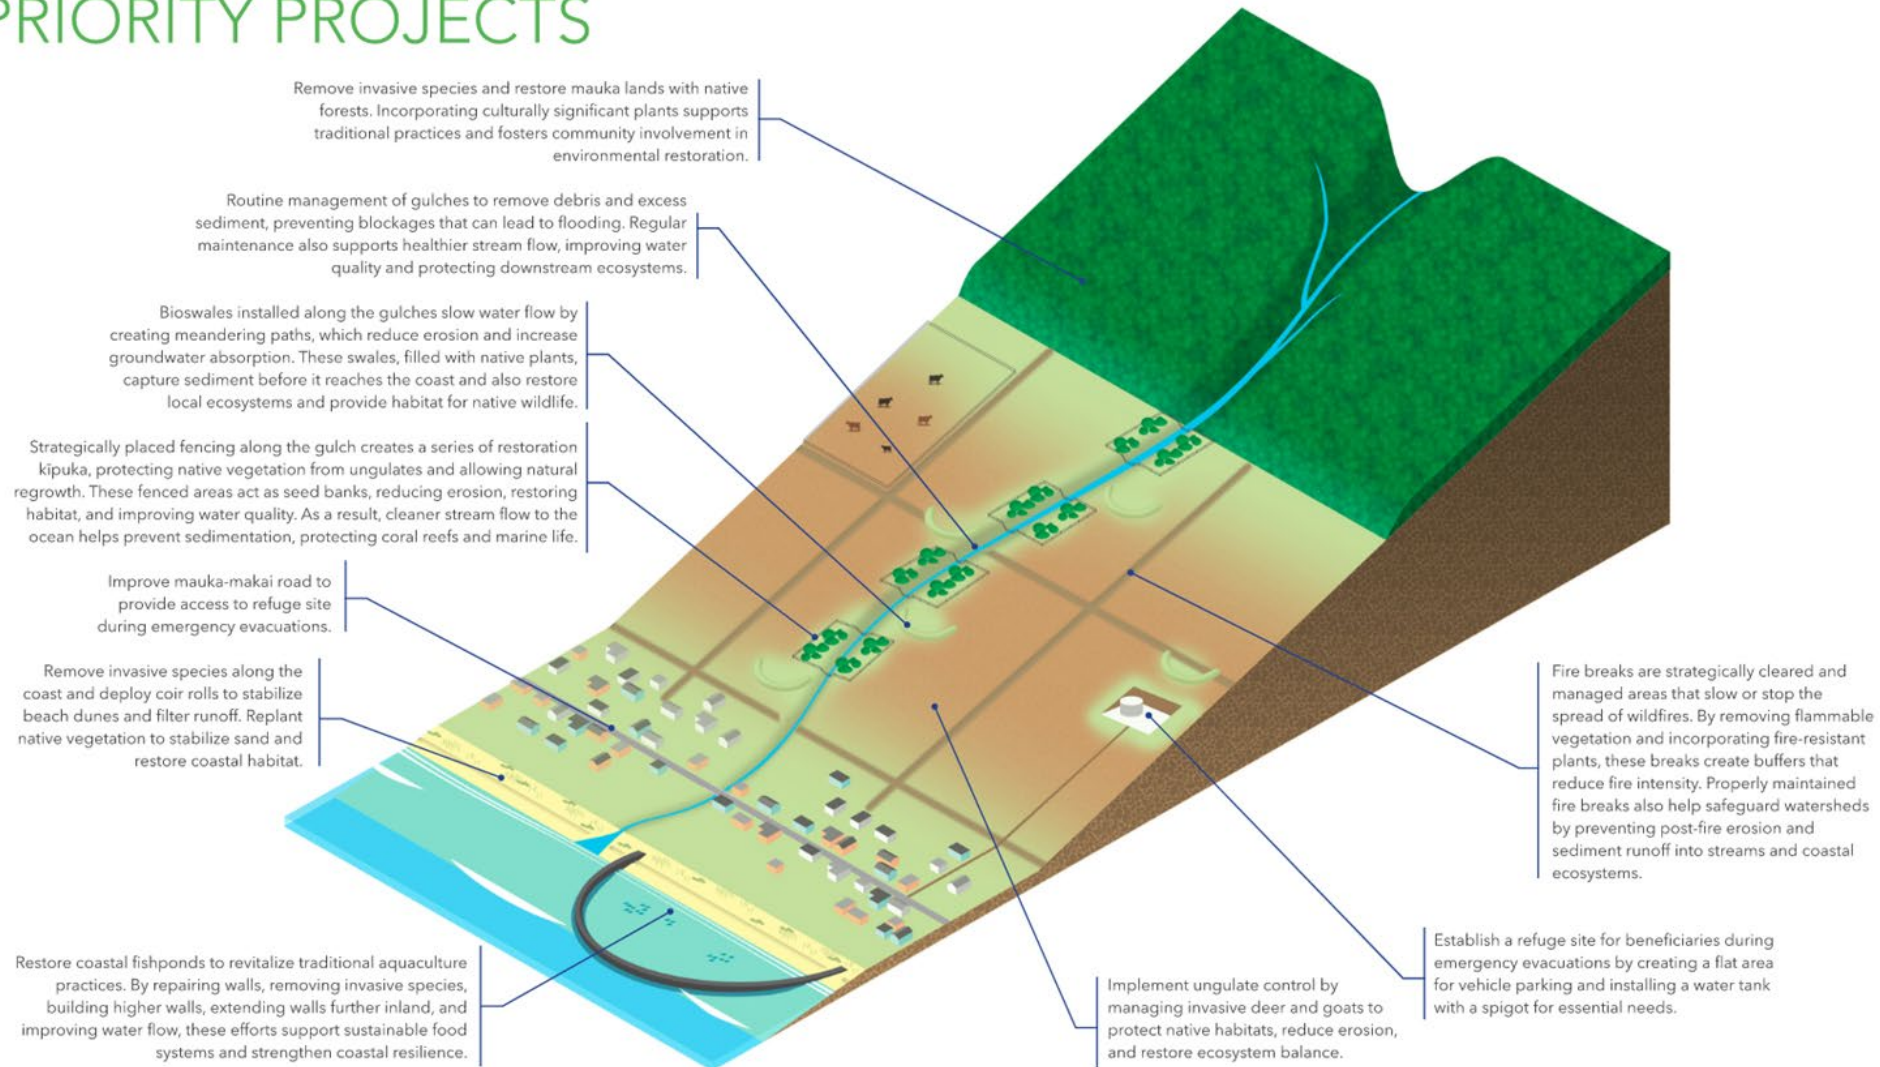 PRIORITY PROJECTS
Remove invasive species and restore mauka lands with native
forests. Incorporating culturally significant plants supports
traditional practices and fosters community involvement in
environmental restoration.
Routine management of gulches to remove debris and excess
sediment, preventing blockages that can lead to flooding. Regular
maintenance also supports healthier stream flow, improving water
quality and protecting downstream ecosystems.
Bioswales installed along the gulches slow water flow by
creating meandering paths, which reduce erosion and increase
groundwater absorption. These swales, filled with native plants,
capture sediment before it reaches the coast and also restore
local ecosystems and provide habitat for native wildlife.
Strategically placed fencing along the gulch creates a series of restoration
kīpuka, protecting native vegetation from ungulates and allowing natural
regrowth. These fenced areas act as seed banks, reducing erosion, restoring
habitat, and improving water quality. As a result, cleaner stream flow to the
ocean helps prevent sedimentation, protecting coral reefs and marine life.
Improve mauka-makai road to
provide access to refuge site
during emergency evacuations.
Remove invasive species along the
coast and deploy coir rolls to stabilize
beach dunes and filter runoff. Replant
native vegetation to stabilize sand and
restore coastal habitat.
Restore coastal fishponds to revitalize traditional aquaculture
practices. By repairing walls, removing invasive species,
building higher walls, extending walls further inland, and
improving water flow, these efforts support sustainable food
systems and strengthen coastal resilience.
Fire breaks are strategically cleared and
managed areas that slow or stop the
spread of wildfires. By removing flammable
vegetation and incorporating fire-resistant
plants, these breaks create buffers that
reduce fire intensity. Properly maintained
fire breaks also help safeguard watersheds
by preventing post-fire erosion and
sediment runoff into streams and coastal
ecosystems.
Establish a refuge site for beneficiaries during
emergency evacuations by creating a flat area
for vehicle parking and installing a water tank
with a spigot for essential needs.
Implement ungulate control by
managing invasive deer and goats to
protect native habitats, reduce erosion,
and restore ecosystem balance.